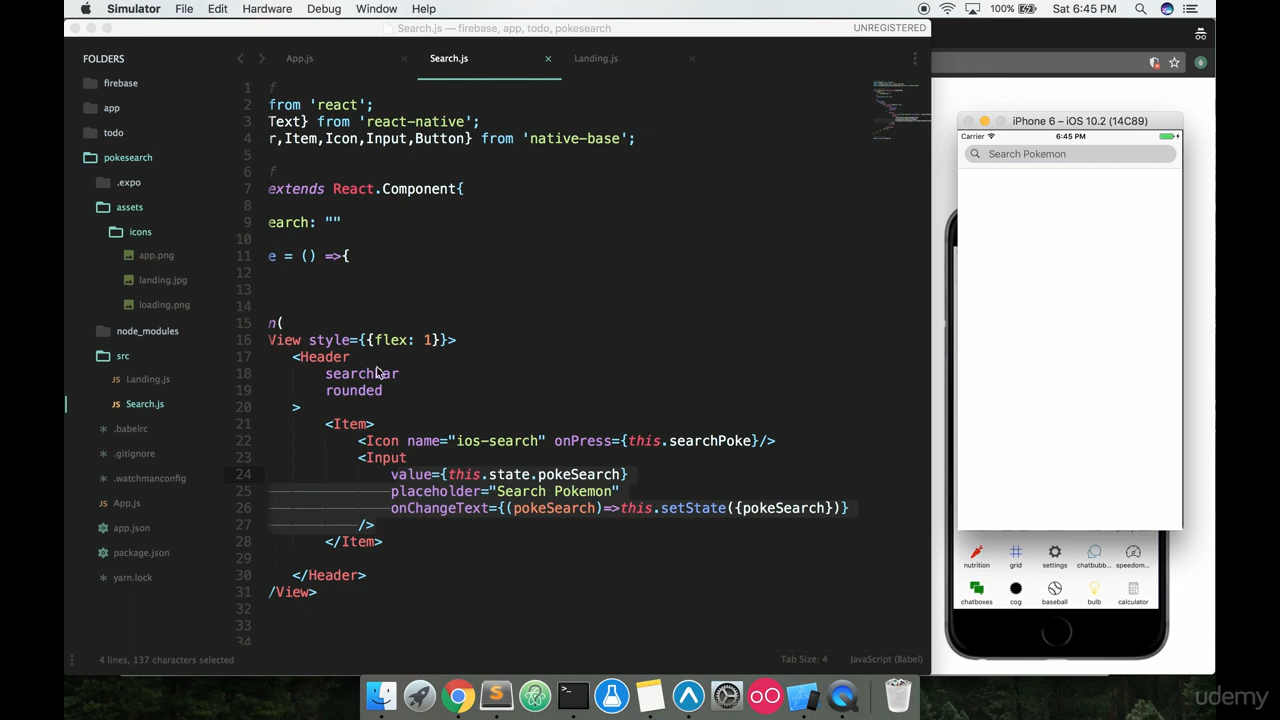 Simulator File Edit Hardware Debug Window Help 100% Sat 6:45 PM
Search.js — firebase, app, todo, pokesearch UNREGISTERED
FOLDERS
firebase
app
todo
pokesearch
.expo
assets
icons
app.png
landing.jpg
loading.png
node_modules
src
JS Landing.js
JS Search.js
.babelrc
.gitignore
.watchmanconfig
App.js
app.json
package.json
yarn.lock
App.js Search.js Landing.js
1 f
2 from 'react';
3 Text} from 'react-native';
4 r,Item,Icon,Input,Button} from 'native-base';
5
6 f
7 extends React.Component{
8
9 earch: ""
10
11 e = () =>{
12
13
14
15 n(
16 View style={{flex: 1}}>
17 <Header
18 searchBar
19 rounded
20 >
21 <Item>
22 <Icon name="ios-search" onPress={this.searchPoke}/>
23 <Input
24 value={this.state.pokeSearch}
25 placeholder="Search Pokemon"
26 onChangeText={(pokeSearch)=>this.setState({pokeSearch})}
27 />
28 </Item>
29
30 </Header>
31 /View>
32
33
34
4 lines, 137 characters selected Tab Size: 4 JavaScript (Babel)
iPhone 6 – iOS 10.2 (14C89)
Carrier 6:45 PM
Search Pokemon
nutrition grid settings chatbubb... speedom...
chatboxes cog baseball bulb calculator
udemy